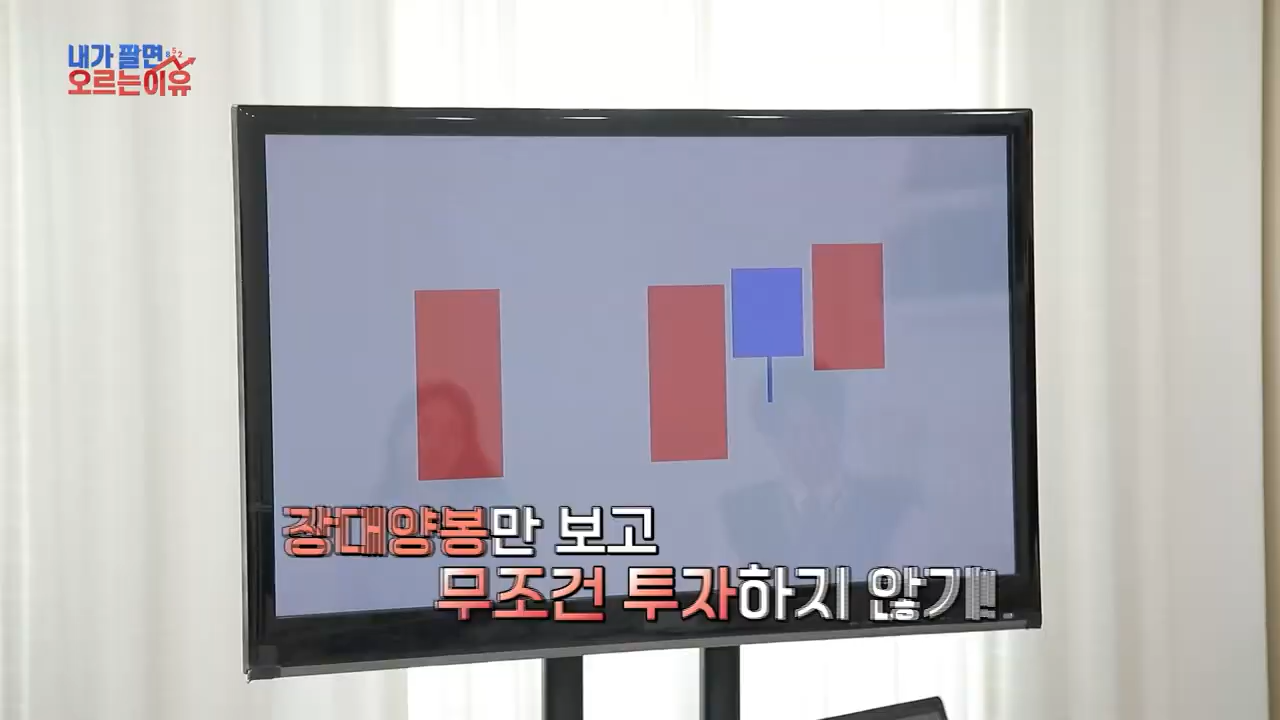 내가 팔면
852
오르는이유
장대양봉만 보고
무조건 투자하지 않기!!